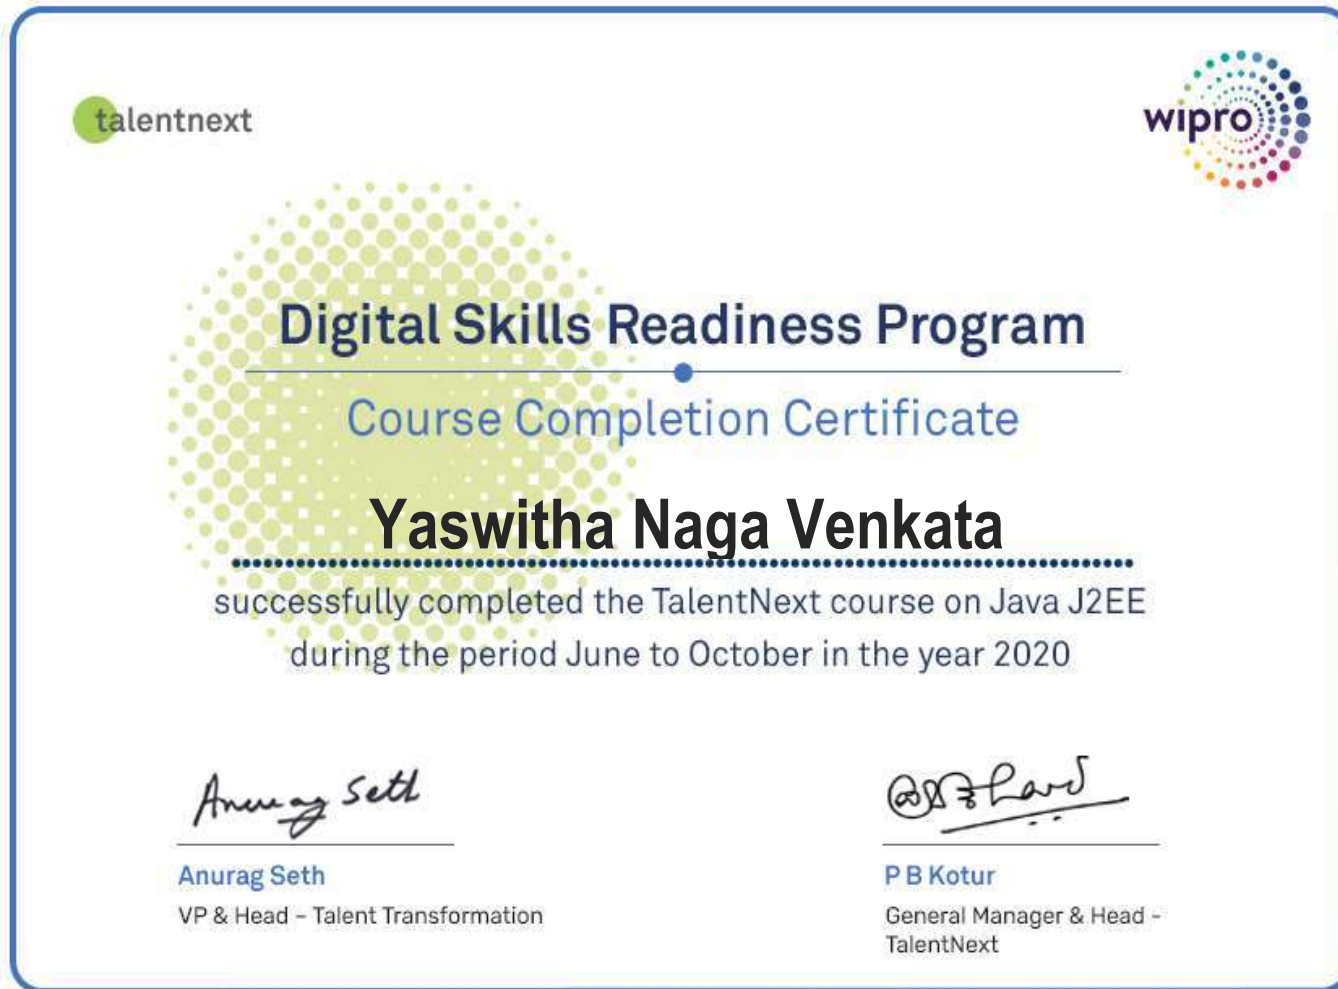 talentnext
wipro
Digital Skills Readiness Program
Course Completion Certificate
Yaswitha Naga Venkata
successfully completed the TalentNext course on Java J2EE
during the period June to October in the year 2020
Anurag Seth
Anurag Seth
P B Kotur
VP & Head – Talent Transformation
General Manager & Head -
TalentNext